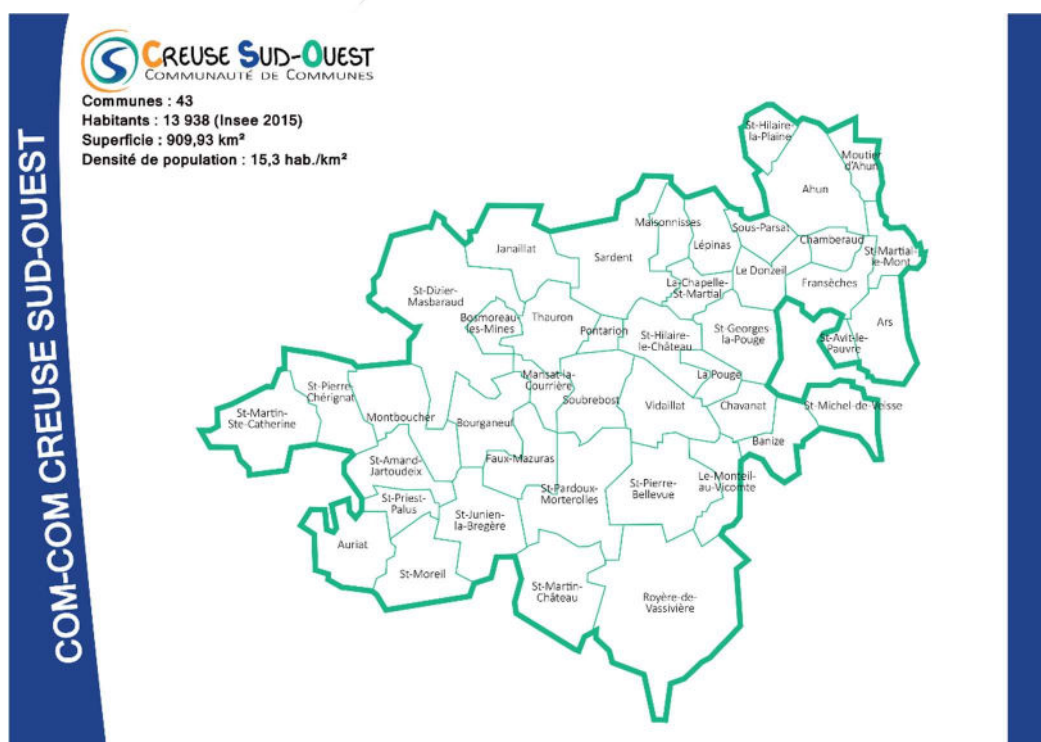 COM-COM CREUSE SUD-OUEST
CREUSE SUD-OUEST
COMMUNAUTÉ DE COMMUNES
Communes : 43
Habitants : 13 938 (Insee 2015)
Superficie : 909,93 km²
Densité de population : 15,3 hab./km²
St-Hilaire-
la-Plaine
Moutier
d'Ahun
Ahun
Maisonnisses
Sous-Parsat
Chamberaud
Janaillat
Sardent
Lépinas
St-Martial-
le-Mont
Le Donzeil
Fransèches
St-Dizier-
Masbaraud
La-Chapelle-
St-Martial
Bosmoreau-
les-Mines
Thauron
Pontarion
St-Hilaire-
le-Château
St-Georges-
la-Pouge
Ars
St-Avit-le-
Pauvre
Mansat-la-
Courrière
La Pouge
St-Pierre-
Chérignat
Soubrebost
Vidaillat
Chavanat
St-Michel-de-Veisse
St-Martin-
Ste-Catherine
Montboucher
Bourganeuf
Banize
St-Amand-
Jartoudeix
Faux-Mazuras
St-Pardoux-
Morterolles
St-Pierre-
Bellevue
Le-Monteil-
au-Vicomte
St-Priest-
Palus
St-Junien-
la-Bregère
Auriat
St-Moreil
St-Martin-
Château
Royère-de-
Vassivière